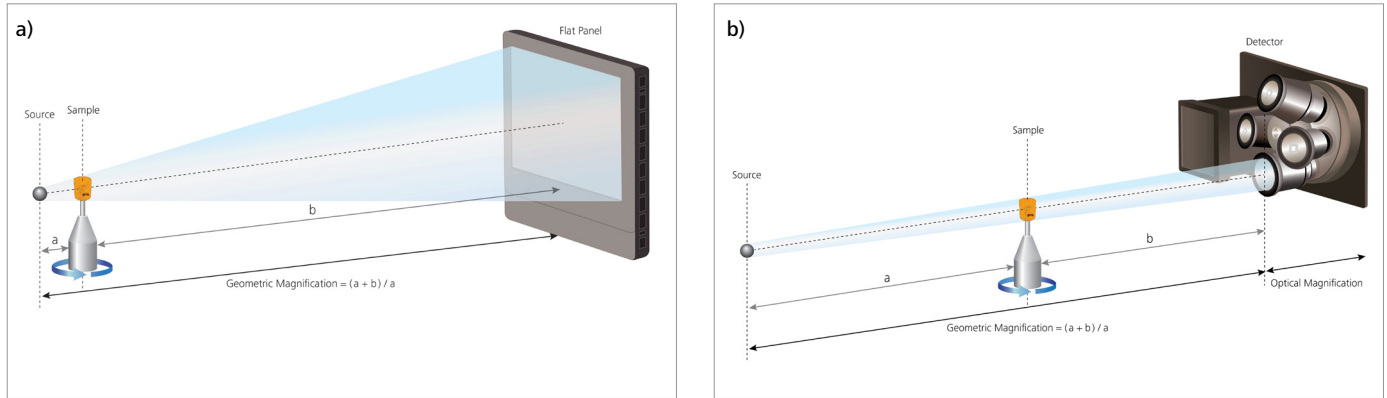 a)
Flat Panel
Source
Sample
b
a
Geometric Magnification = (a + b) / a
b)
Detector
Sample
Source
b
a
Optical Magnification
Geometric Magnification = (a + b) / a